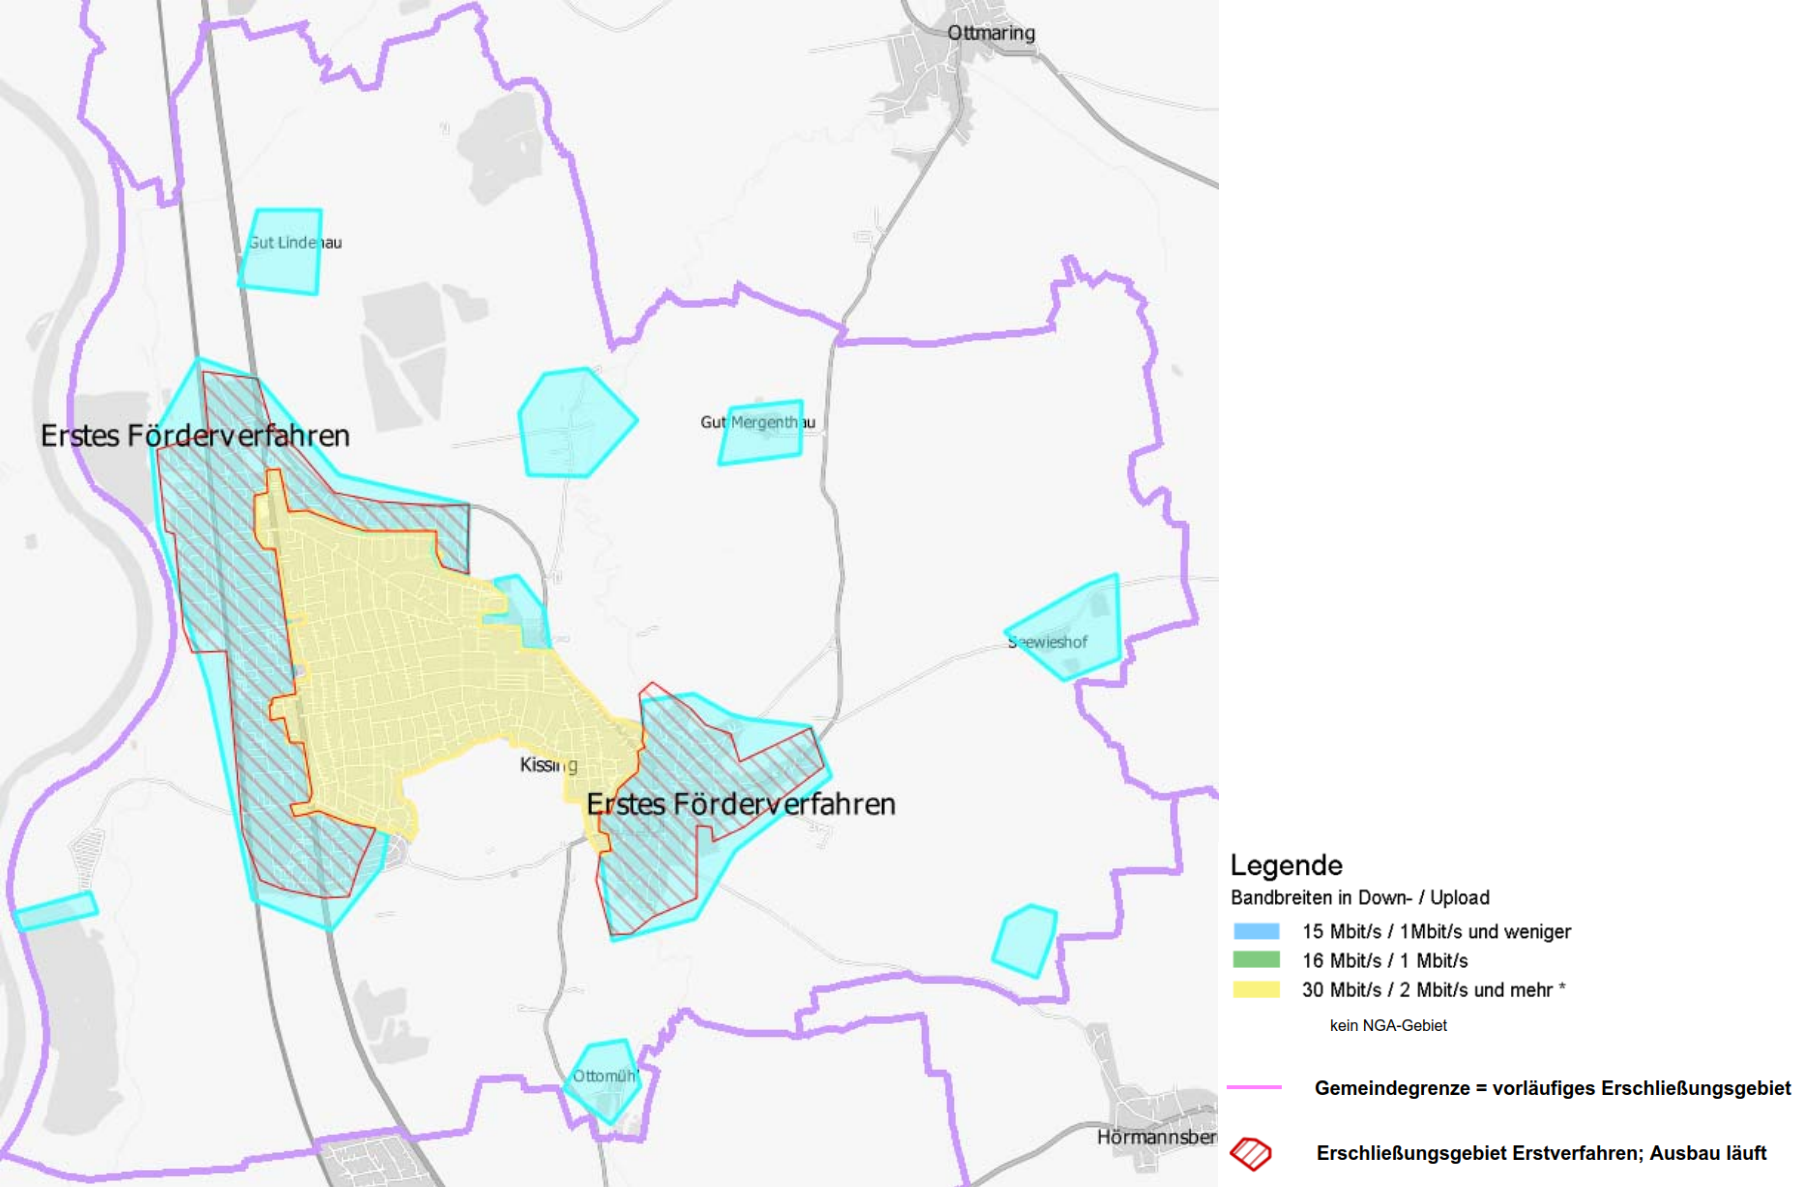 Ottmaring
Gut Lindenau
Gut Mergenthau
Erstes Förderverfahren
Seewieshof
Kissing
Erstes Förderverfahren
Ottomühl
Hörmannsber
Legende
Bandbreiten in Down- / Upload
15 Mbit/s / 1Mbit/s und weniger
16 Mbit/s / 1 Mbit/s
30 Mbit/s / 2 Mbit/s und mehr *
kein NGA-Gebiet
Gemeindegrenze = vorläufiges Erschließungsgebiet
Erschließungsgebiet Erstverfahren; Ausbau läuft